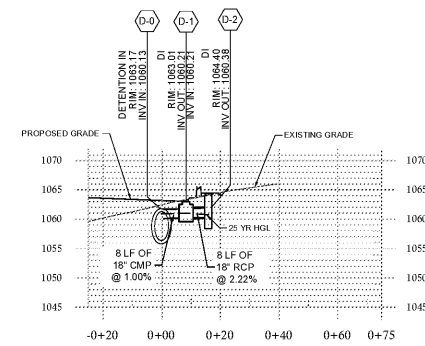 D-0
D-1
D-2
DETENTION IN
RIM: 1063.17
INV IN: 1060.13
DI
RIM: 1063.01
INV OUT: 1060.21
INV IN: 1060.21
DI
RIM: 1064.40
INV OUT: 1060.38
PROPOSED GRADE
EXISTING GRADE
1070
1065
1060
1055
1050
1045
1070
1065
1060
1055
1050
1045
25 YR HGL
8 LF OF
18" CMP
@ 1.00%
8 LF OF
18" RCP
@ 2.22%
-0+20
0+00
0+20
0+40
0+60
0+75